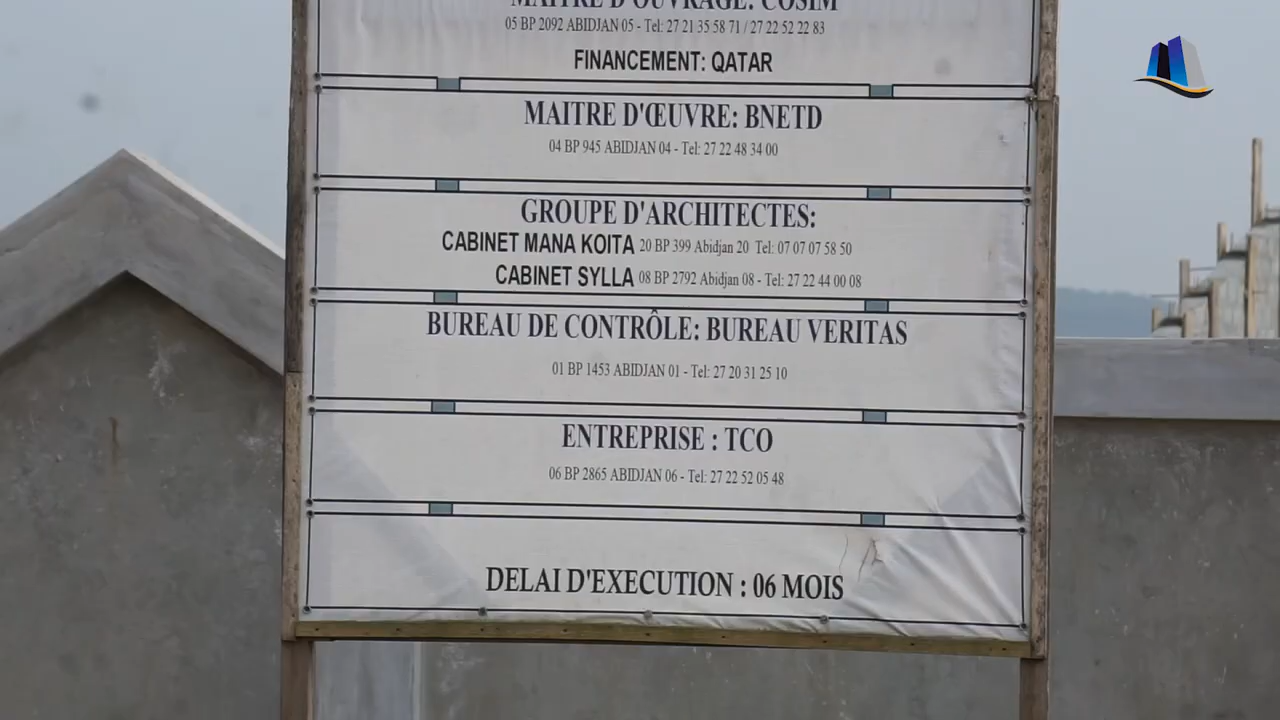 MAITRE D'OUVRAGE: COSIM
05 BP 2092 ABIDJAN 05 - Tel: 27 21 35 58 71 / 27 22 52 22 83
FINANCEMENT: QATAR
MAITRE D'ŒUVRE: BNETD
04 BP 945 ABIDJAN 04 - Tel: 27 22 48 34 00
GROUPE D'ARCHITECTES:
CABINET MANA KOITA 20 BP 399 Abidjan 20 Tel: 07 07 07 58 50
CABINET SYLLA 08 BP 2792 Abidjan 08 - Tel: 27 22 44 00 08
BUREAU DE CONTRÔLE: BUREAU VERITAS
01 BP 1453 ABIDJAN 01 - Tel: 27 20 31 25 10
ENTREPRISE : TCO
06 BP 2865 ABIDJAN 06 - Tel: 27 22 52 05 48
DELAI D'EXECUTION : 06 MOIS